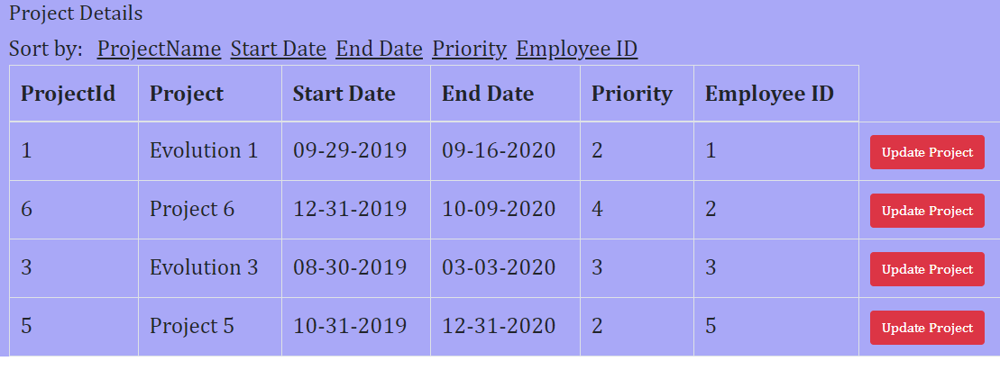 Project Details
Sort by: ProjectName Start Date End Date Priority Employee ID
ProjectId Project Start Date End Date Priority Employee ID
1 Evolution 1 09-29-2019 09-16-2020 2 1 Update Project
6 Project 6 12-31-2019 10-09-2020 4 2 Update Project
3 Evolution 3 08-30-2019 03-03-2020 3 3 Update Project
5 Project 5 10-31-2019 12-31-2020 2 5 Update Project